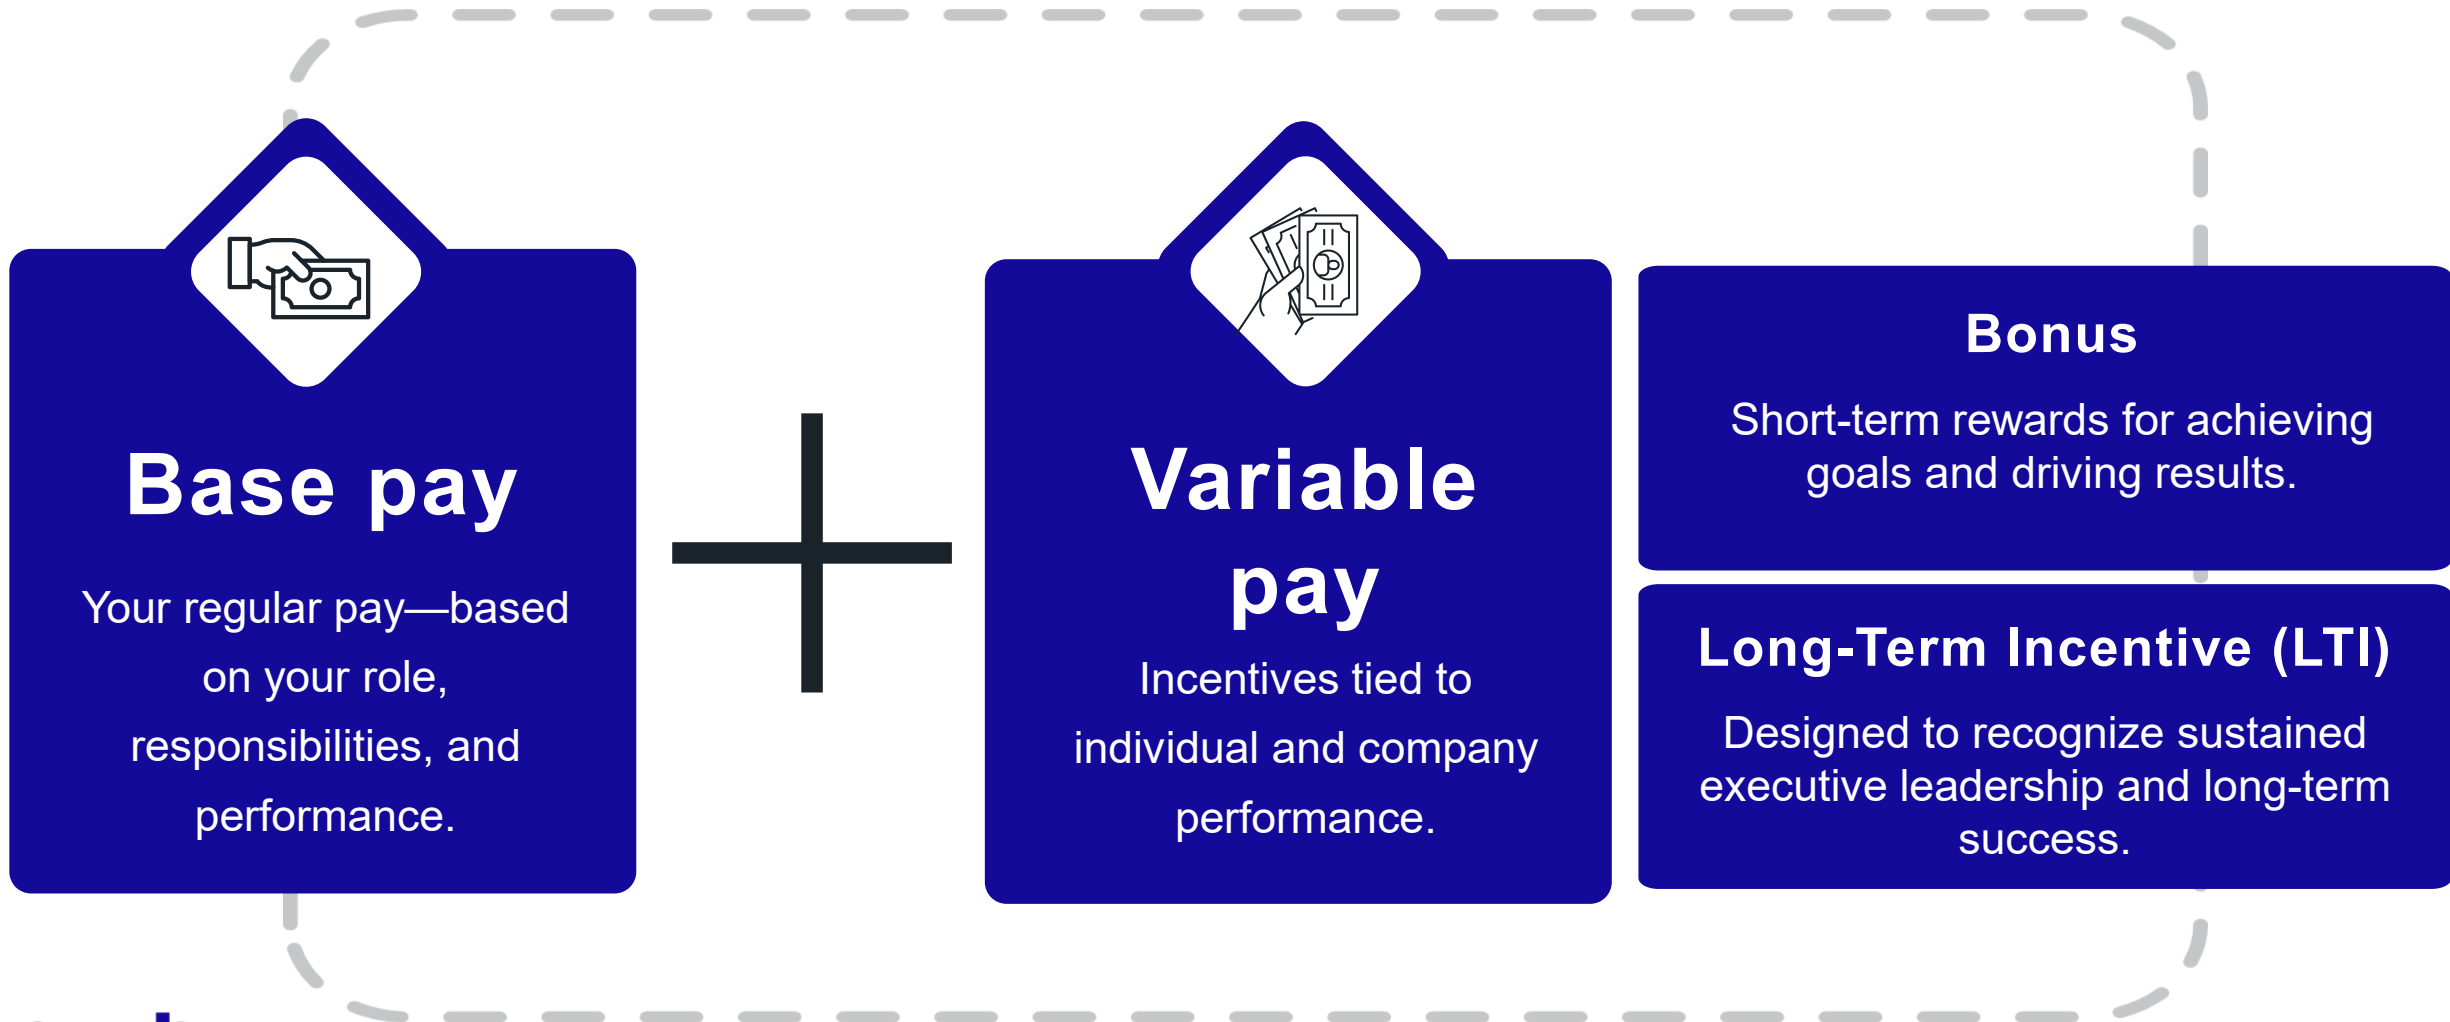 Base pay
Your regular pay—based
on your role,
responsibilities, and
performance.
Variable
pay
Incentives tied to
individual and company
performance.
Bonus
Short-term rewards for achieving
goals and driving results.
Long-Term Incentive (LTI)
Designed to recognize sustained
executive leadership and long-term
success.